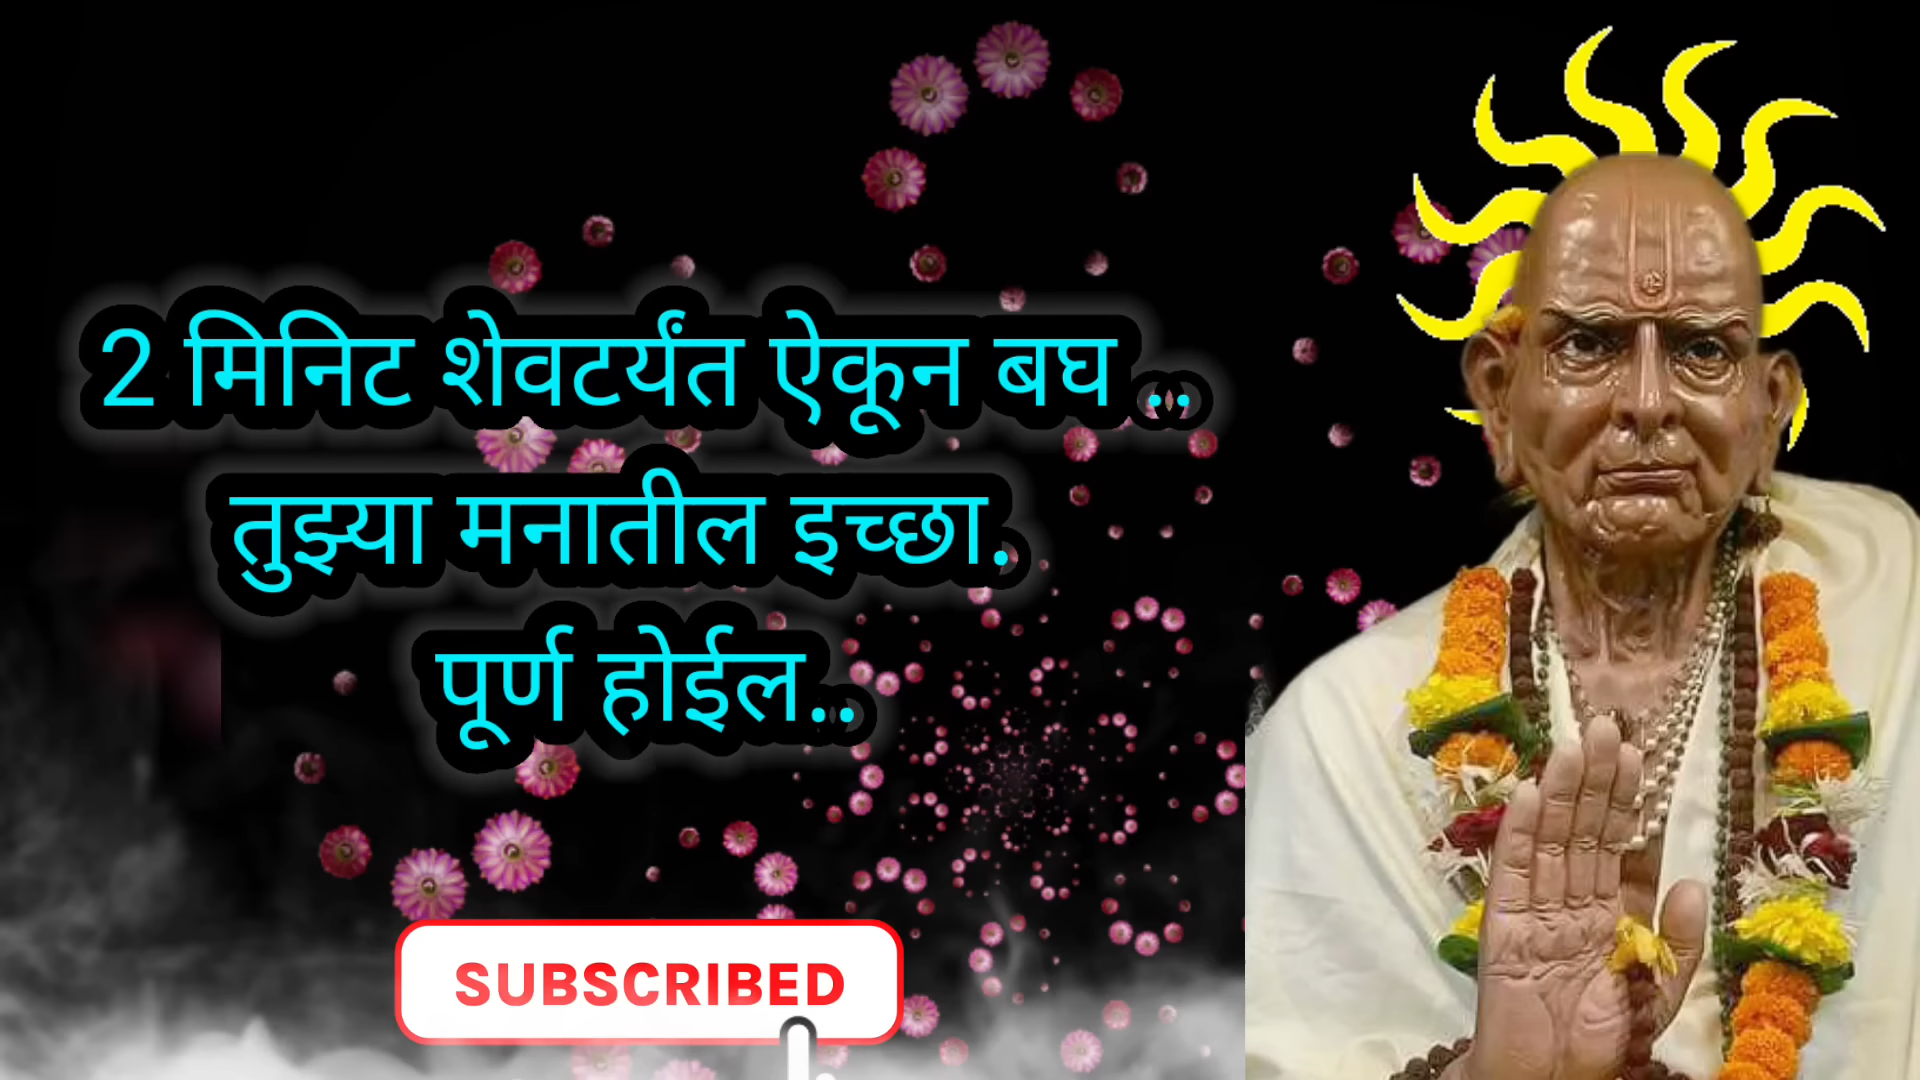 2 मिनिट शेवटर्यंत ऐकून बघ ..
तुझ्या मनातील इच्छा.
पूर्ण होईल..
SUBSCRIBED